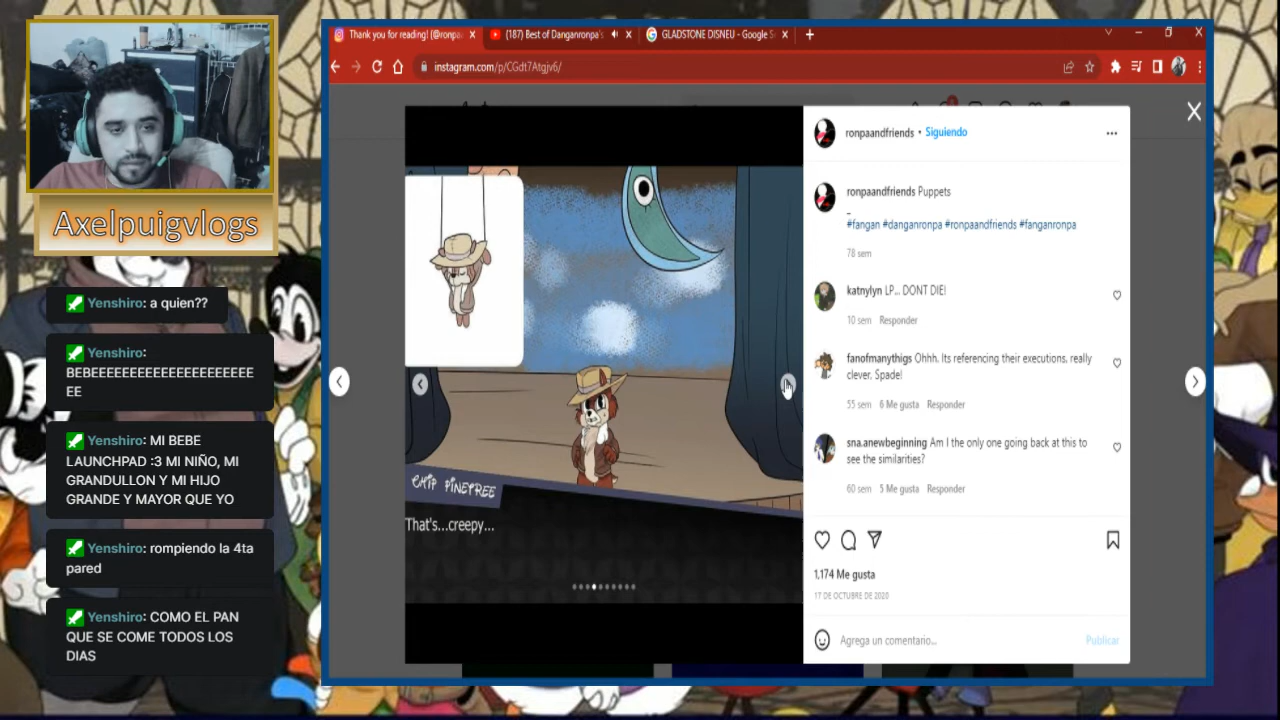 Thank you for reading! (@ronpa
(187) Best of Danganronpa's
GLADSTONE DISNEU - Google S
instagram.com/p/CGdt7Atgjv6/
Axelpuigvlogs
Yenshiro: a quien??
Yenshiro:
BEBEEEEEEEEEEEEEEEEEEEEEE
EE
Yenshiro: MI BEBE
LAUNCHPAD :3 MI NIÑO, MI
GRANDULLON Y MI HIJO
GRANDE Y MAYOR QUE YO
Yenshiro: rompiendo la 4ta
pared
Yenshiro: COMO EL PAN
QUE SE COME TODOS LOS
DIAS
CHIP PINETREE
That's...creepy...
ronpaandfriends • Siguiendo
ronpaandfriends Puppets
_
#fangan #danganronpa #ronpaandfriends #fanganronpa
78 sem
katnylyn LP... DONT DIE!
10 sem Responder
fanofmanythigs Ohhh. Its referencing their executions, really
clever, Spade!
55 sem 6 Me gusta Responder
sna.anewbeginning Am I the only one going back at this to
see the similarities?
60 sem 5 Me gusta Responder
1,174 Me gusta
17 DE OCTUBRE DE 2020
Agrega un comentario...
Publicar